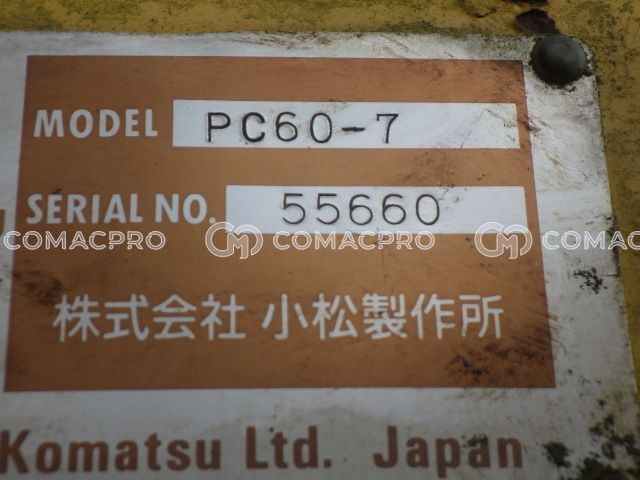 MODEL PC60-7
SERIAL NO. 55660
COMACPRO COMACPRO COMACPRO
株式会社 小松製作所
Komatsu Ltd. Japan